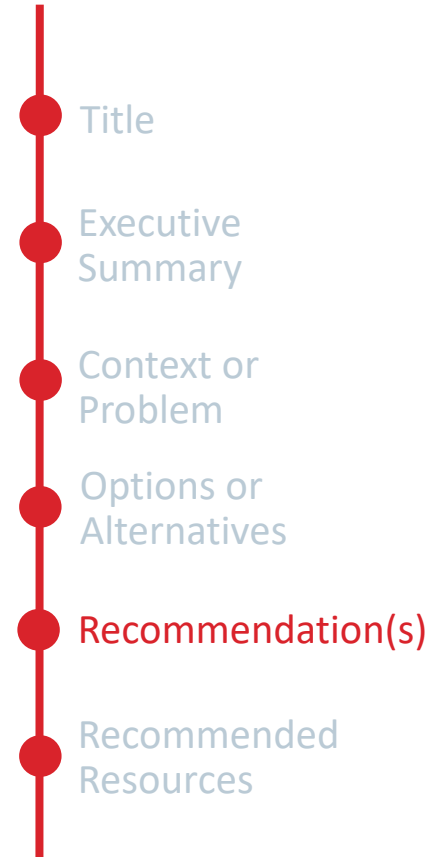 Title
Executive
Summary
Context or
Problem
Options or
Alternatives
Recommendation(s)
Recommended
Resources